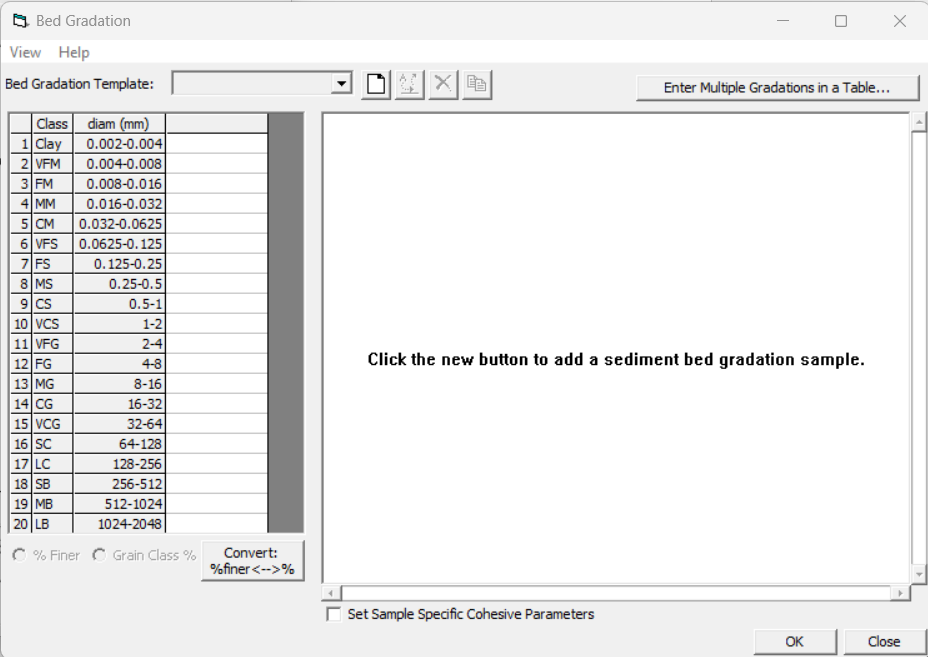 Bed Gradation
View Help
Bed Gradation Template:
Enter Multiple Gradations in a Table...
Class diam (mm)
1 Clay 0.002-0.004
2 VFM 0.004-0.008
3 FM 0.008-0.016
4 MM 0.016-0.032
5 CM 0.032-0.0625
6 VFS 0.0625-0.125
7 FS 0.125-0.25
8 MS 0.25-0.5
9 CS 0.5-1
10 VCS 1-2
11 VFG 2-4
12 FG 4-8
13 MG 8-16
14 CG 16-32
15 VCG 32-64
16 SC 64-128
17 LC 128-256
18 SB 256-512
19 MB 512-1024
20 LB 1024-2048
Click the new button to add a sediment bed gradation sample.
% Finer Grain Class %
Convert:
%finer<-->%
Set Sample Specific Cohesive Parameters
OK Close